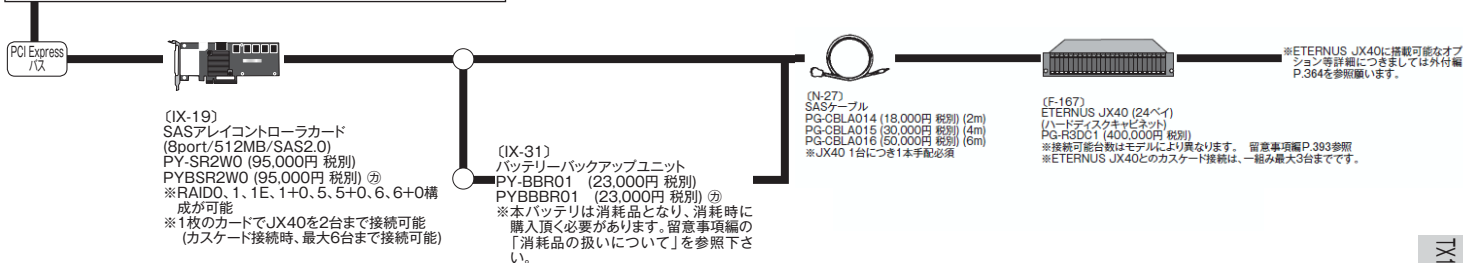 PCI Express
バス
〔IX-19〕
SASアレイコントローラカード
(8port/512MB/SAS2.0)
PY-SR2W0 (95,000円 税別)
PYBSR2W0 (95,000円 税別) ㋕
※RAID0、1、1E、1+0、5、5+0、6、6+0構
成が可能
※1枚のカードでJX40を2台まで接続可能
(カスケード接続時、最大6台まで接続可能)
〔IX-31〕
バッテリーバックアップユニット
PY-BBR01 (23,000円 税別)
PYBBBR01 (23,000円 税別) ㋕
※本バッテリは消耗品となり、消耗時に
購入頂く必要があります。留意事項編の
「消耗品の扱いについて」を参照下さ
い。
〔N-27〕
SASケーブル
PG-CBLA014 (18,000円 税別) (2m)
PG-CBLA015 (30,000円 税別) (4m)
PG-CBLA016 (50,000円 税別) (6m)
※JX40 1台につき1本手配必須
〔F-167〕
ETERNUS JX40 (24ベイ)
(ハードディスクキャビネット)
PG-R3DC1 (400,000円 税別)
※接続可能台数はモデルにより異なります。 留意事項編P.393参照
※ETERNUS JX40とのカスケード接続は、一組み最大3台までです。
※ETERNUS JX40に搭載可能なオプ
ション等詳細につきましては外付編
P.364を参照願います。
TX1